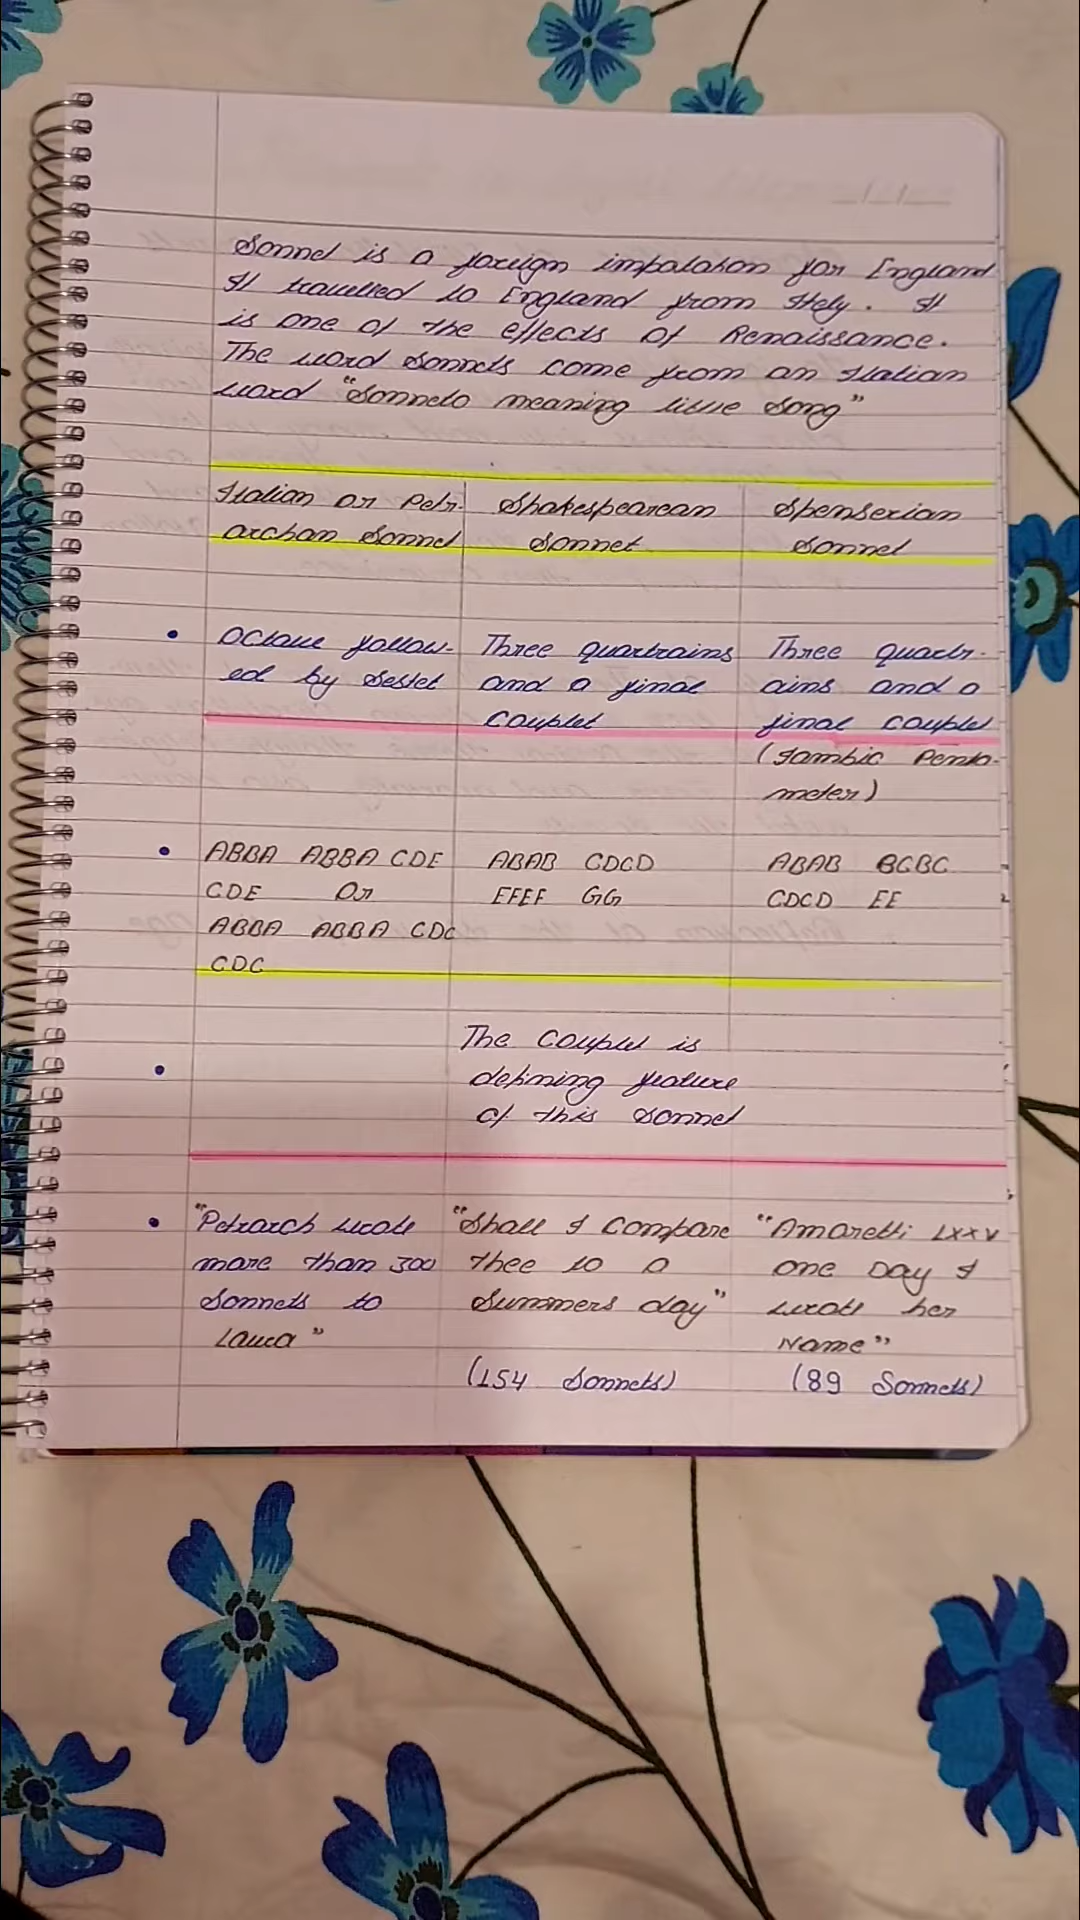 Sonnet is a foreign impotation for England
It travelled to England from Itely. It
is one of the effects of Renaissance.
The word Sonnets come from an Italian
word "Sonneto meaning little song"
Italian or Petr-
archan Sonnet
Shakespearean
Sonnet
Spenserian
Sonnet
• Octave follow-
ed by Sestet
Three quartrains
and a final
Couplet
Three quartr-
ains and a
final couplet
(Iambic Penta-
meter)
• ABBA ABBA CDE
CDE Or
ABBA ABBA CDC
CDC
ABAB CDCD
EFEF GG
ABAB BCBC
CDCD EE
• The Couplet is
defining feature
of this Sonnet
• "Petrarch wrote
more than 300
Sonnets to
Laura"
"Shall I Compare
Thee to a
Summers day"
(154 Sonnets)
"Amoretti LXXV
One Day I
wrote her
Name"
(89 Sonnets)